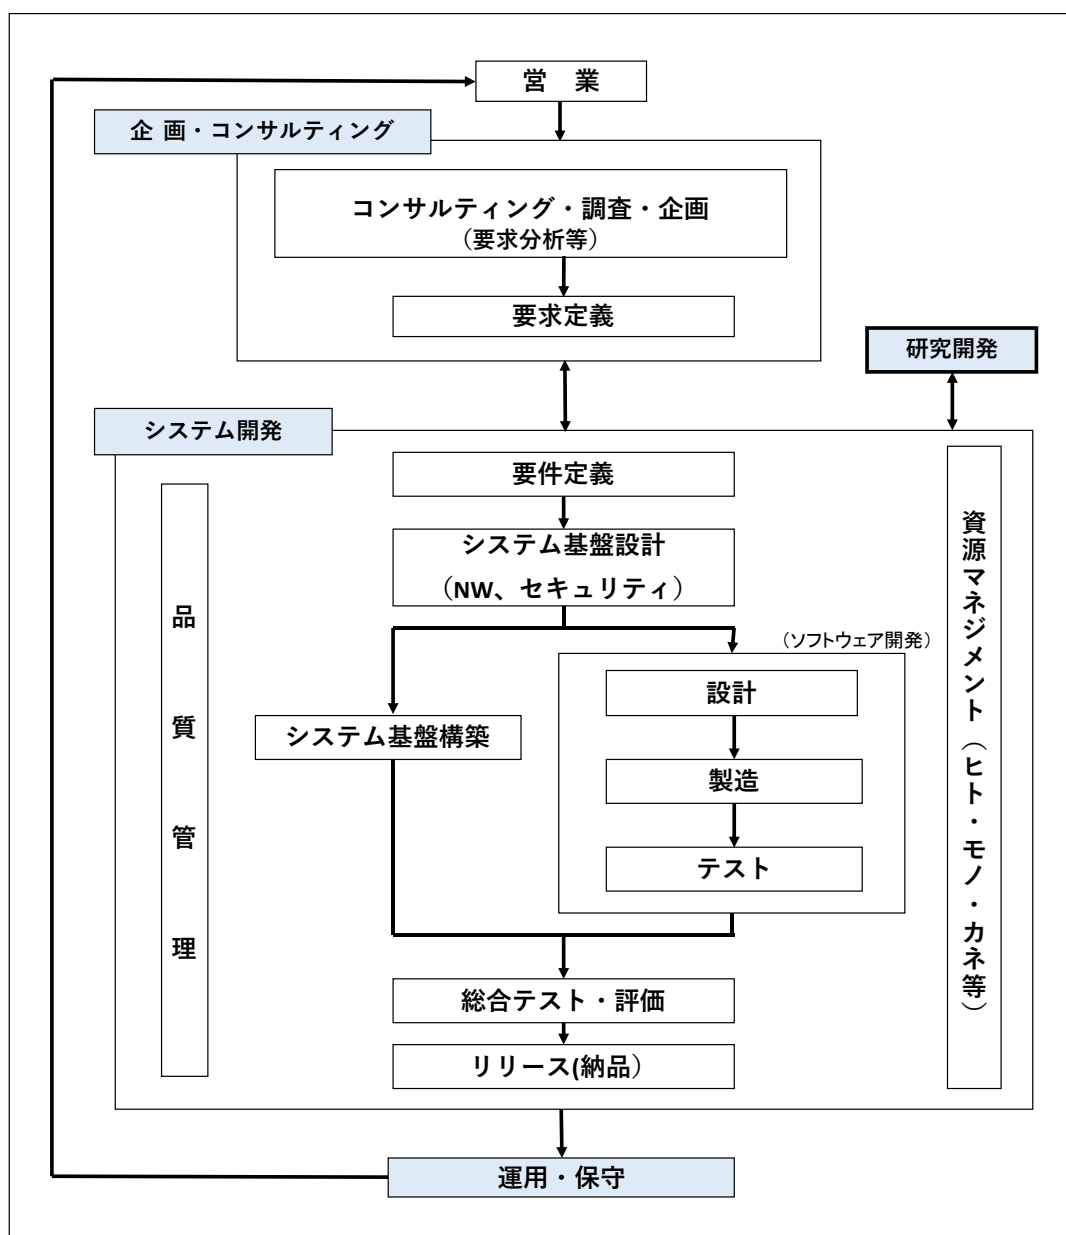 営　業
企 画・コンサルティング
コンサルティング・調査・企画
（要求分析等）
要求定義
研究開発
システム開発
要件定義
システム基盤設計
（NW、セキュリティ）
（ソフトウェア開発）
設計
システム基盤構築
製造
テスト
総合テスト・評価
リリース(納品）
品質管理
資源マネジメント（ヒト・モノ・カネ等）
運用・保守